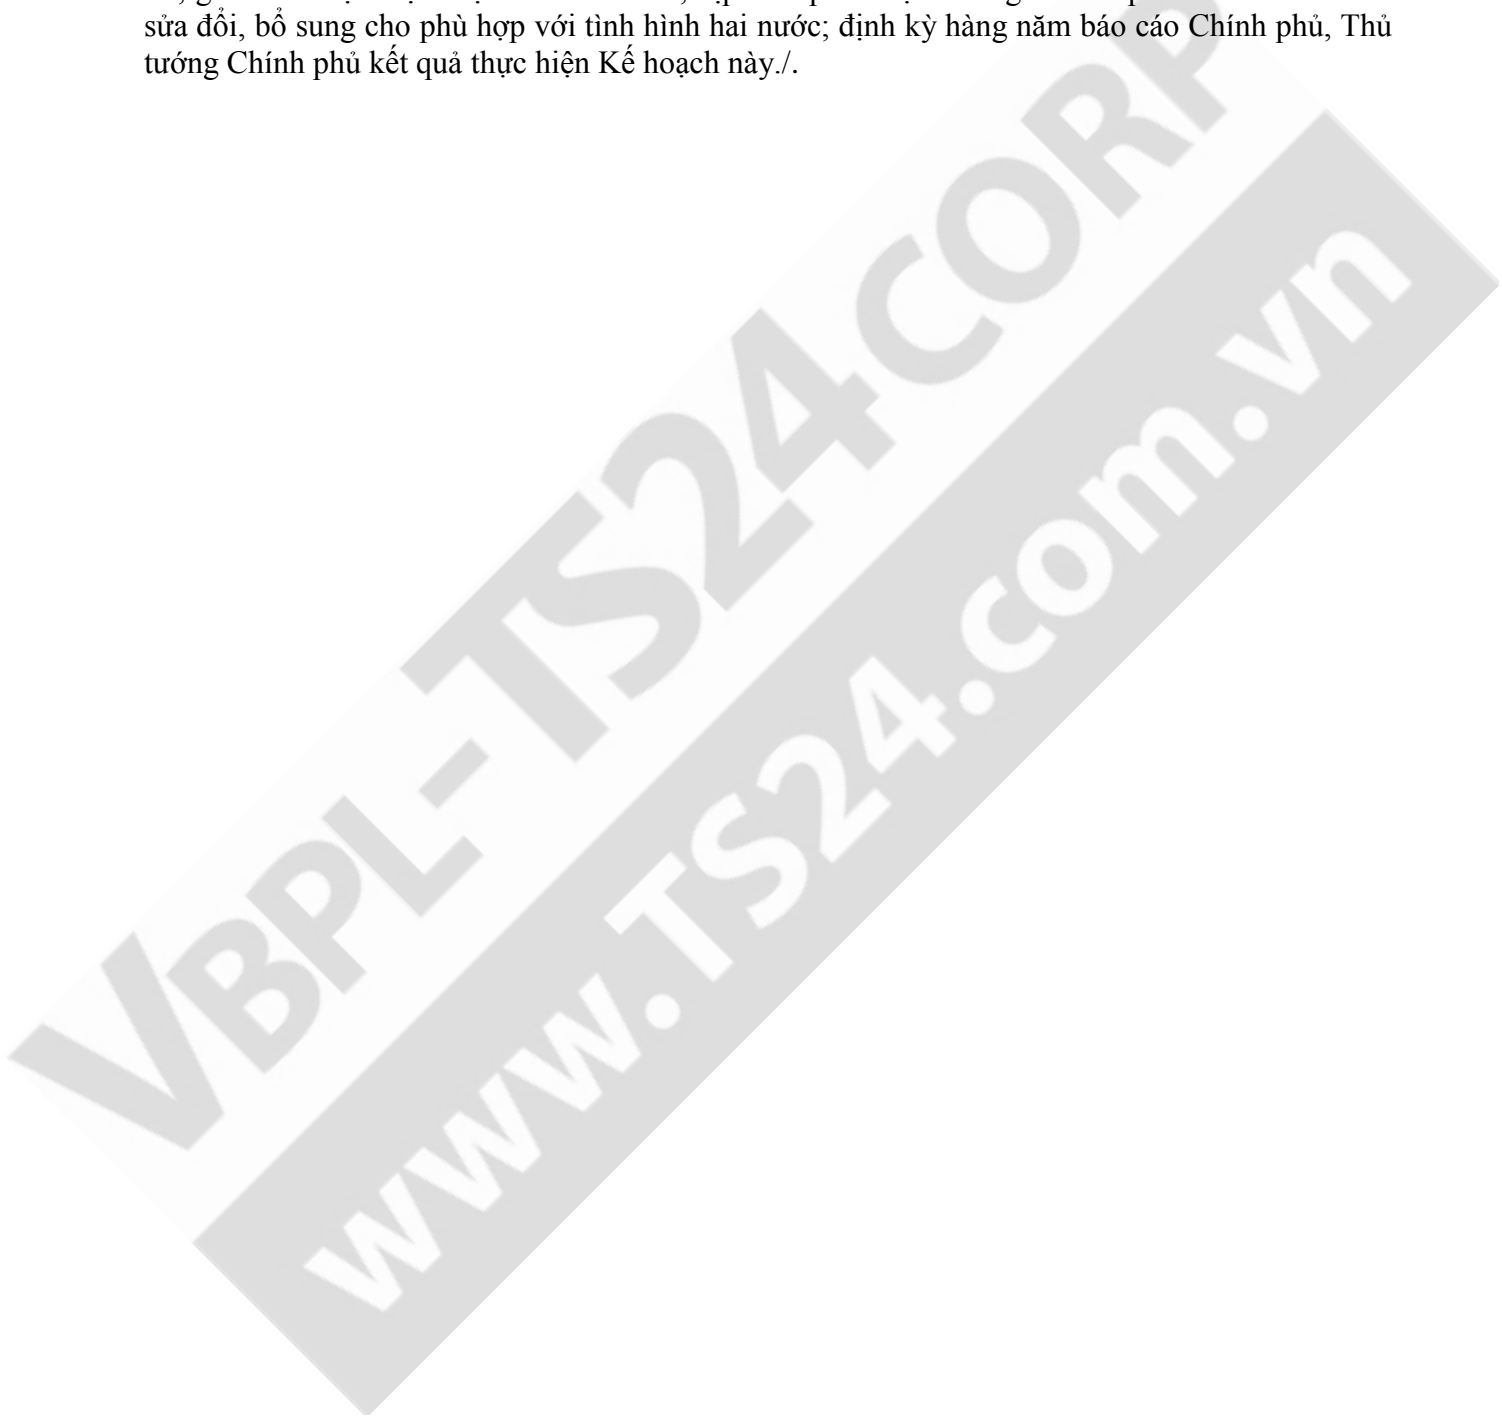 sửa đổi, bổ sung cho phù hợp với tình hình hai nước; định kỳ hàng năm báo cáo Chính phủ, Thủ
tướng Chính phủ kết quả thực hiện Kế hoạch này./.
VBPL-TS24CORP
www.TS24.com.vn